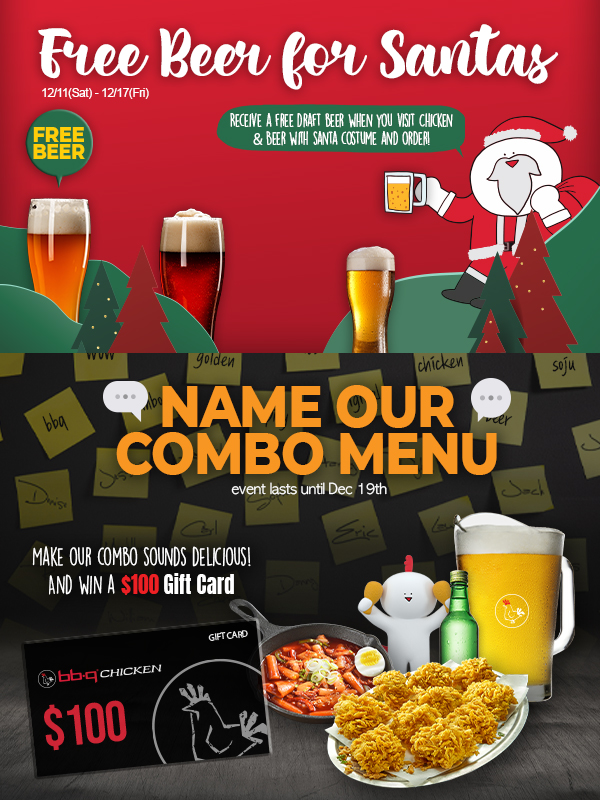 Free Beer for Santas
12/11(Sat) - 12/17(Fri)
FREE
BEER
RECEIVE A FREE DRAFT BEER WHEN YOU VISIT CHICKEN
& BEER WITH SANTA COSTUME AND ORDER!
wow
golden
chicken
soju
bbq
beer
NAME OUR
COMBO MENU
event lasts until Dec 19th
Jack
Eric
MAKE OUR COMBO SOUNDS DELICIOUS!
AND WIN A $100 Gift Card
GIFT CARD
bb.q CHICKEN
$100